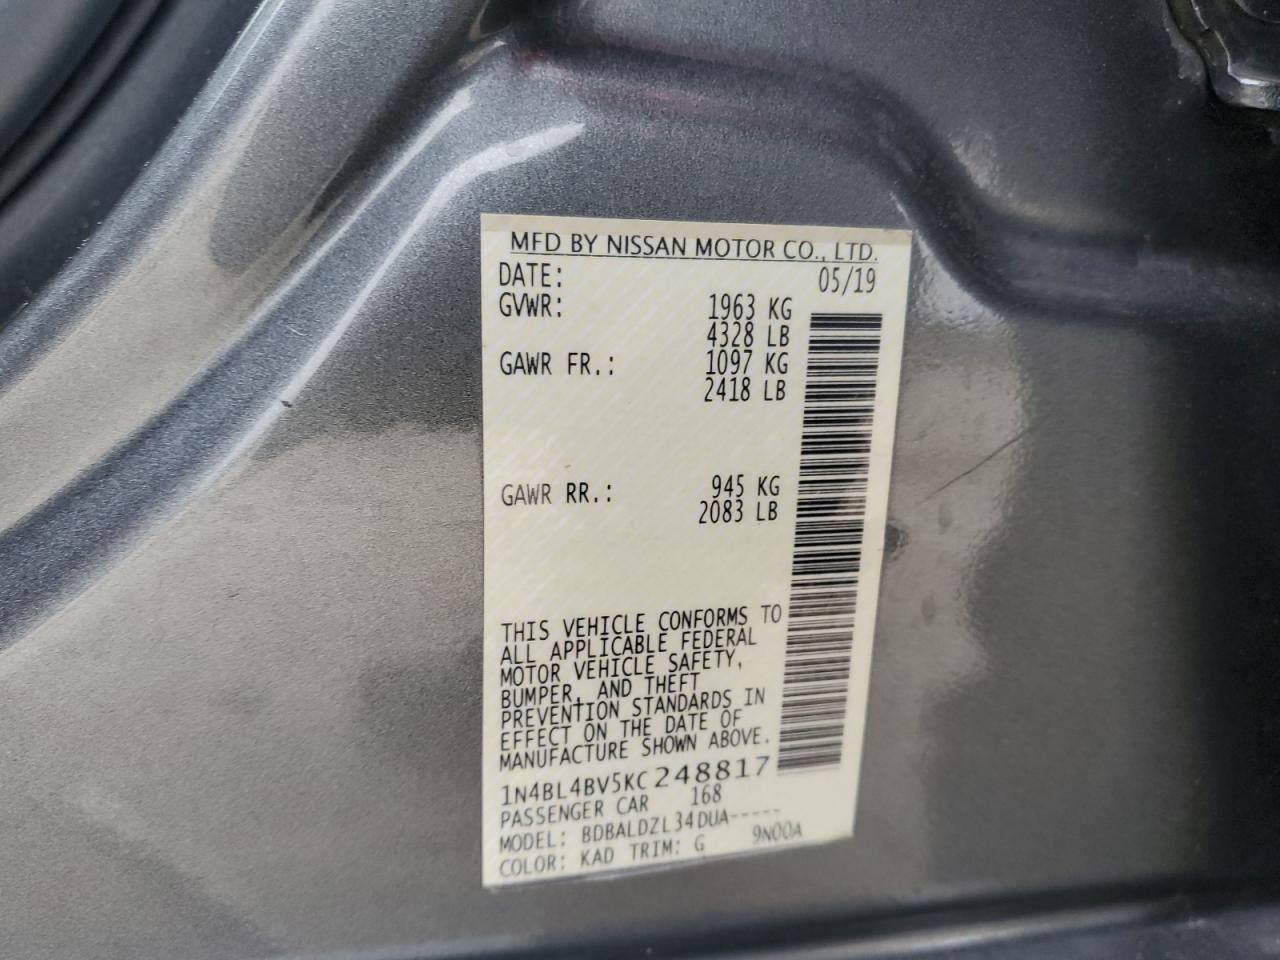 MFD BY NISSAN MOTOR CO., LTD.
DATE: 05/19
GVWR: 1963 KG
4328 LB
GAWR FR.: 1097 KG
2418 LB
GAWR RR.: 945 KG
2083 LB
THIS VEHICLE CONFORMS TO
ALL APPLICABLE FEDERAL
MOTOR VEHICLE SAFETY,
BUMPER, AND THEFT
PREVENTION STANDARDS IN
EFFECT ON THE DATE OF
MANUFACTURE SHOWN ABOVE.
1N4BL4BV5KC248817
PASSENGER CAR 168
MODEL: BDBALDZL34DUA-----
COLOR: KAD TRIM: G 9N00A